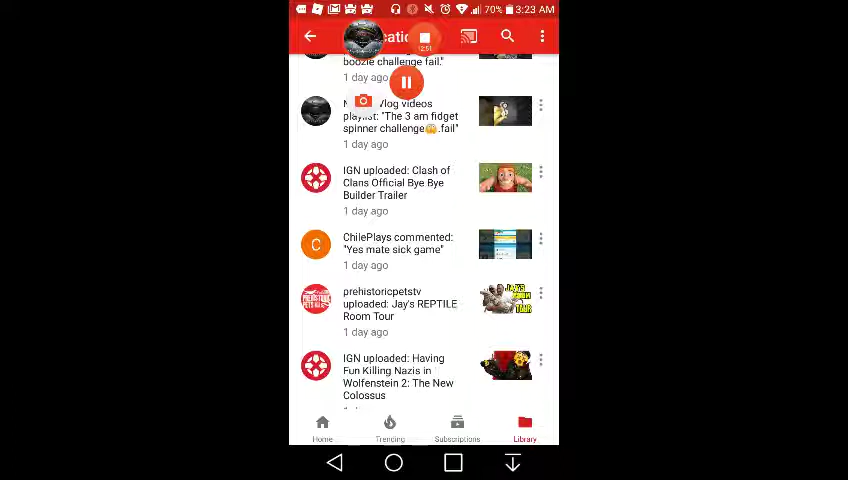 70% 3:23 AM
12:51
boozle challenge fail."
1 day ago
vlog videos
playlist: "The 3 am fidget
spinner challenge😱.fail"
1 day ago
IGN uploaded: Clash of
Clans Official Bye Bye
Builder Trailer
1 day ago
C
ChilePlays commented:
"Yes mate sick game"
1 day ago
prehistoricpetstv
uploaded: Jay's REPTILE
Room Tour
1 day ago
IGN uploaded: Having
Fun Killing Nazis in
Wolfenstein 2: The New
Colossus
Home
Trending
Subscriptions
Library